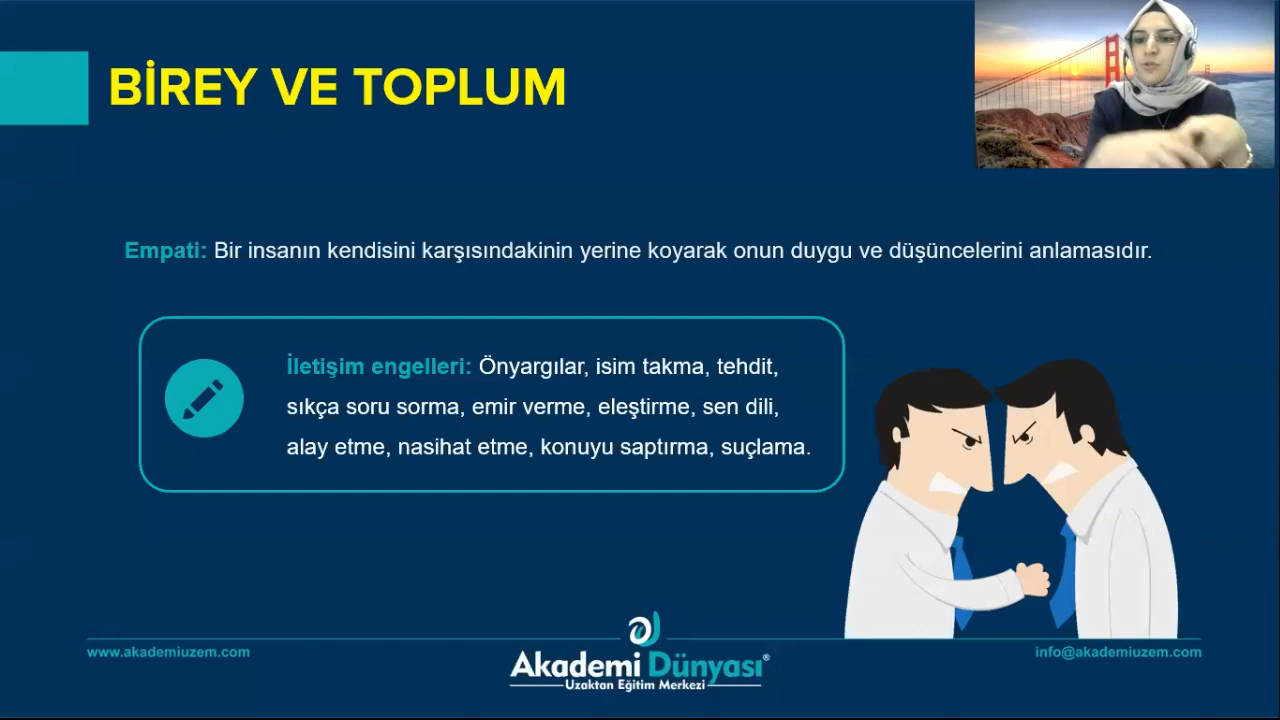 BİREY VE TOPLUM
Empati: Bir insanın kendisini karşısındakinin yerine koyarak onun duygu ve düşüncelerini anlamasıdır.
İletişim engelleri: Önyargılar, isim takma, tehdit,
sıkça soru sorma, emir verme, eleştirme, sen dili,
alay etme, nasihat etme, konuyu saptırma, suçlama.
www.akademiuzem.com
Akademi Dünyası®
Uzaktan Eğitim Merkezi
info@akademiuzem.com